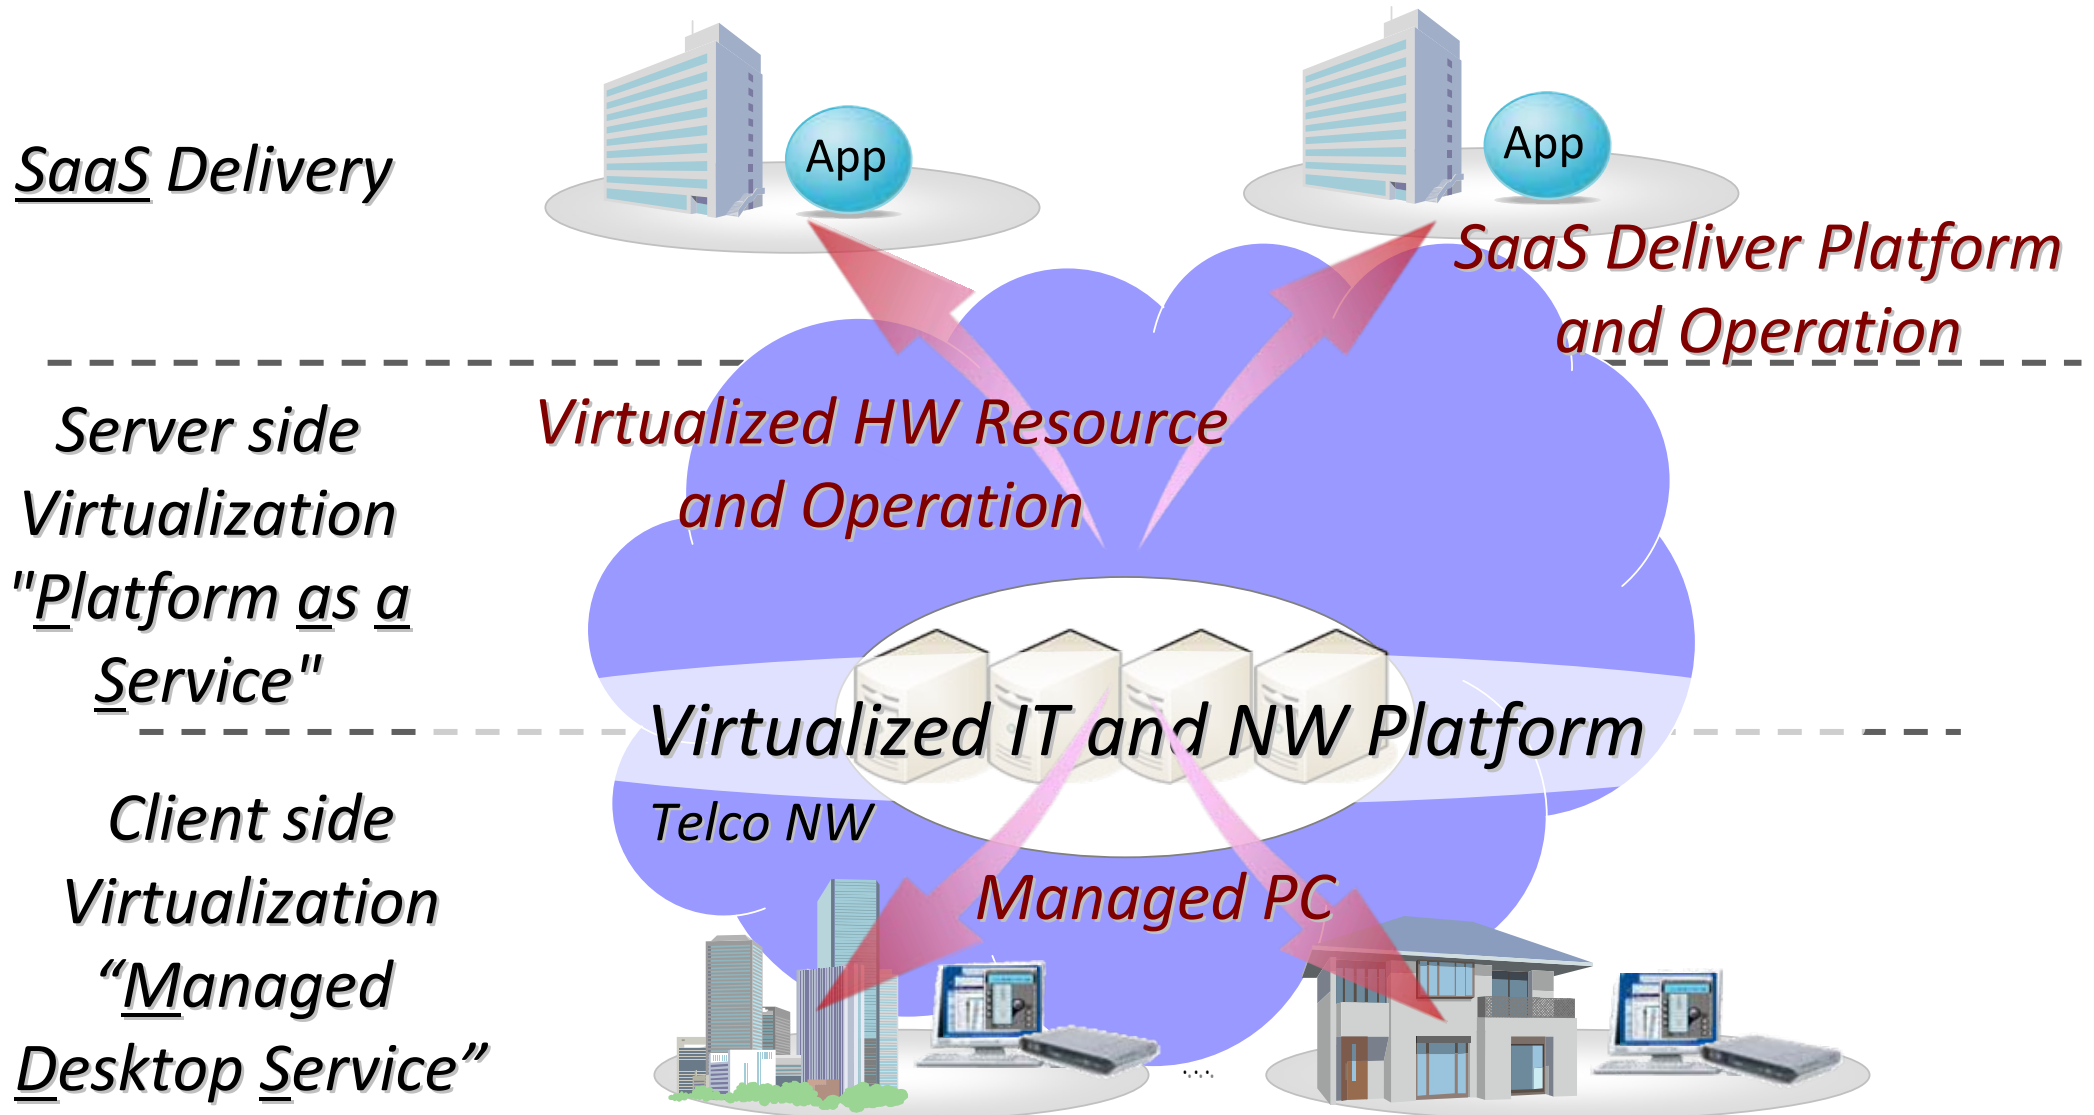 App
App
SaaS Delivery
SaaS Deliver Platform
and Operation
Server side
Virtualization
"Platform as a
Service"
Virtualized HW Resource
and Operation
Virtualized IT and NW Platform
Telco NW
Client side
Virtualization
“Managed
Desktop Service”
Managed PC
.....